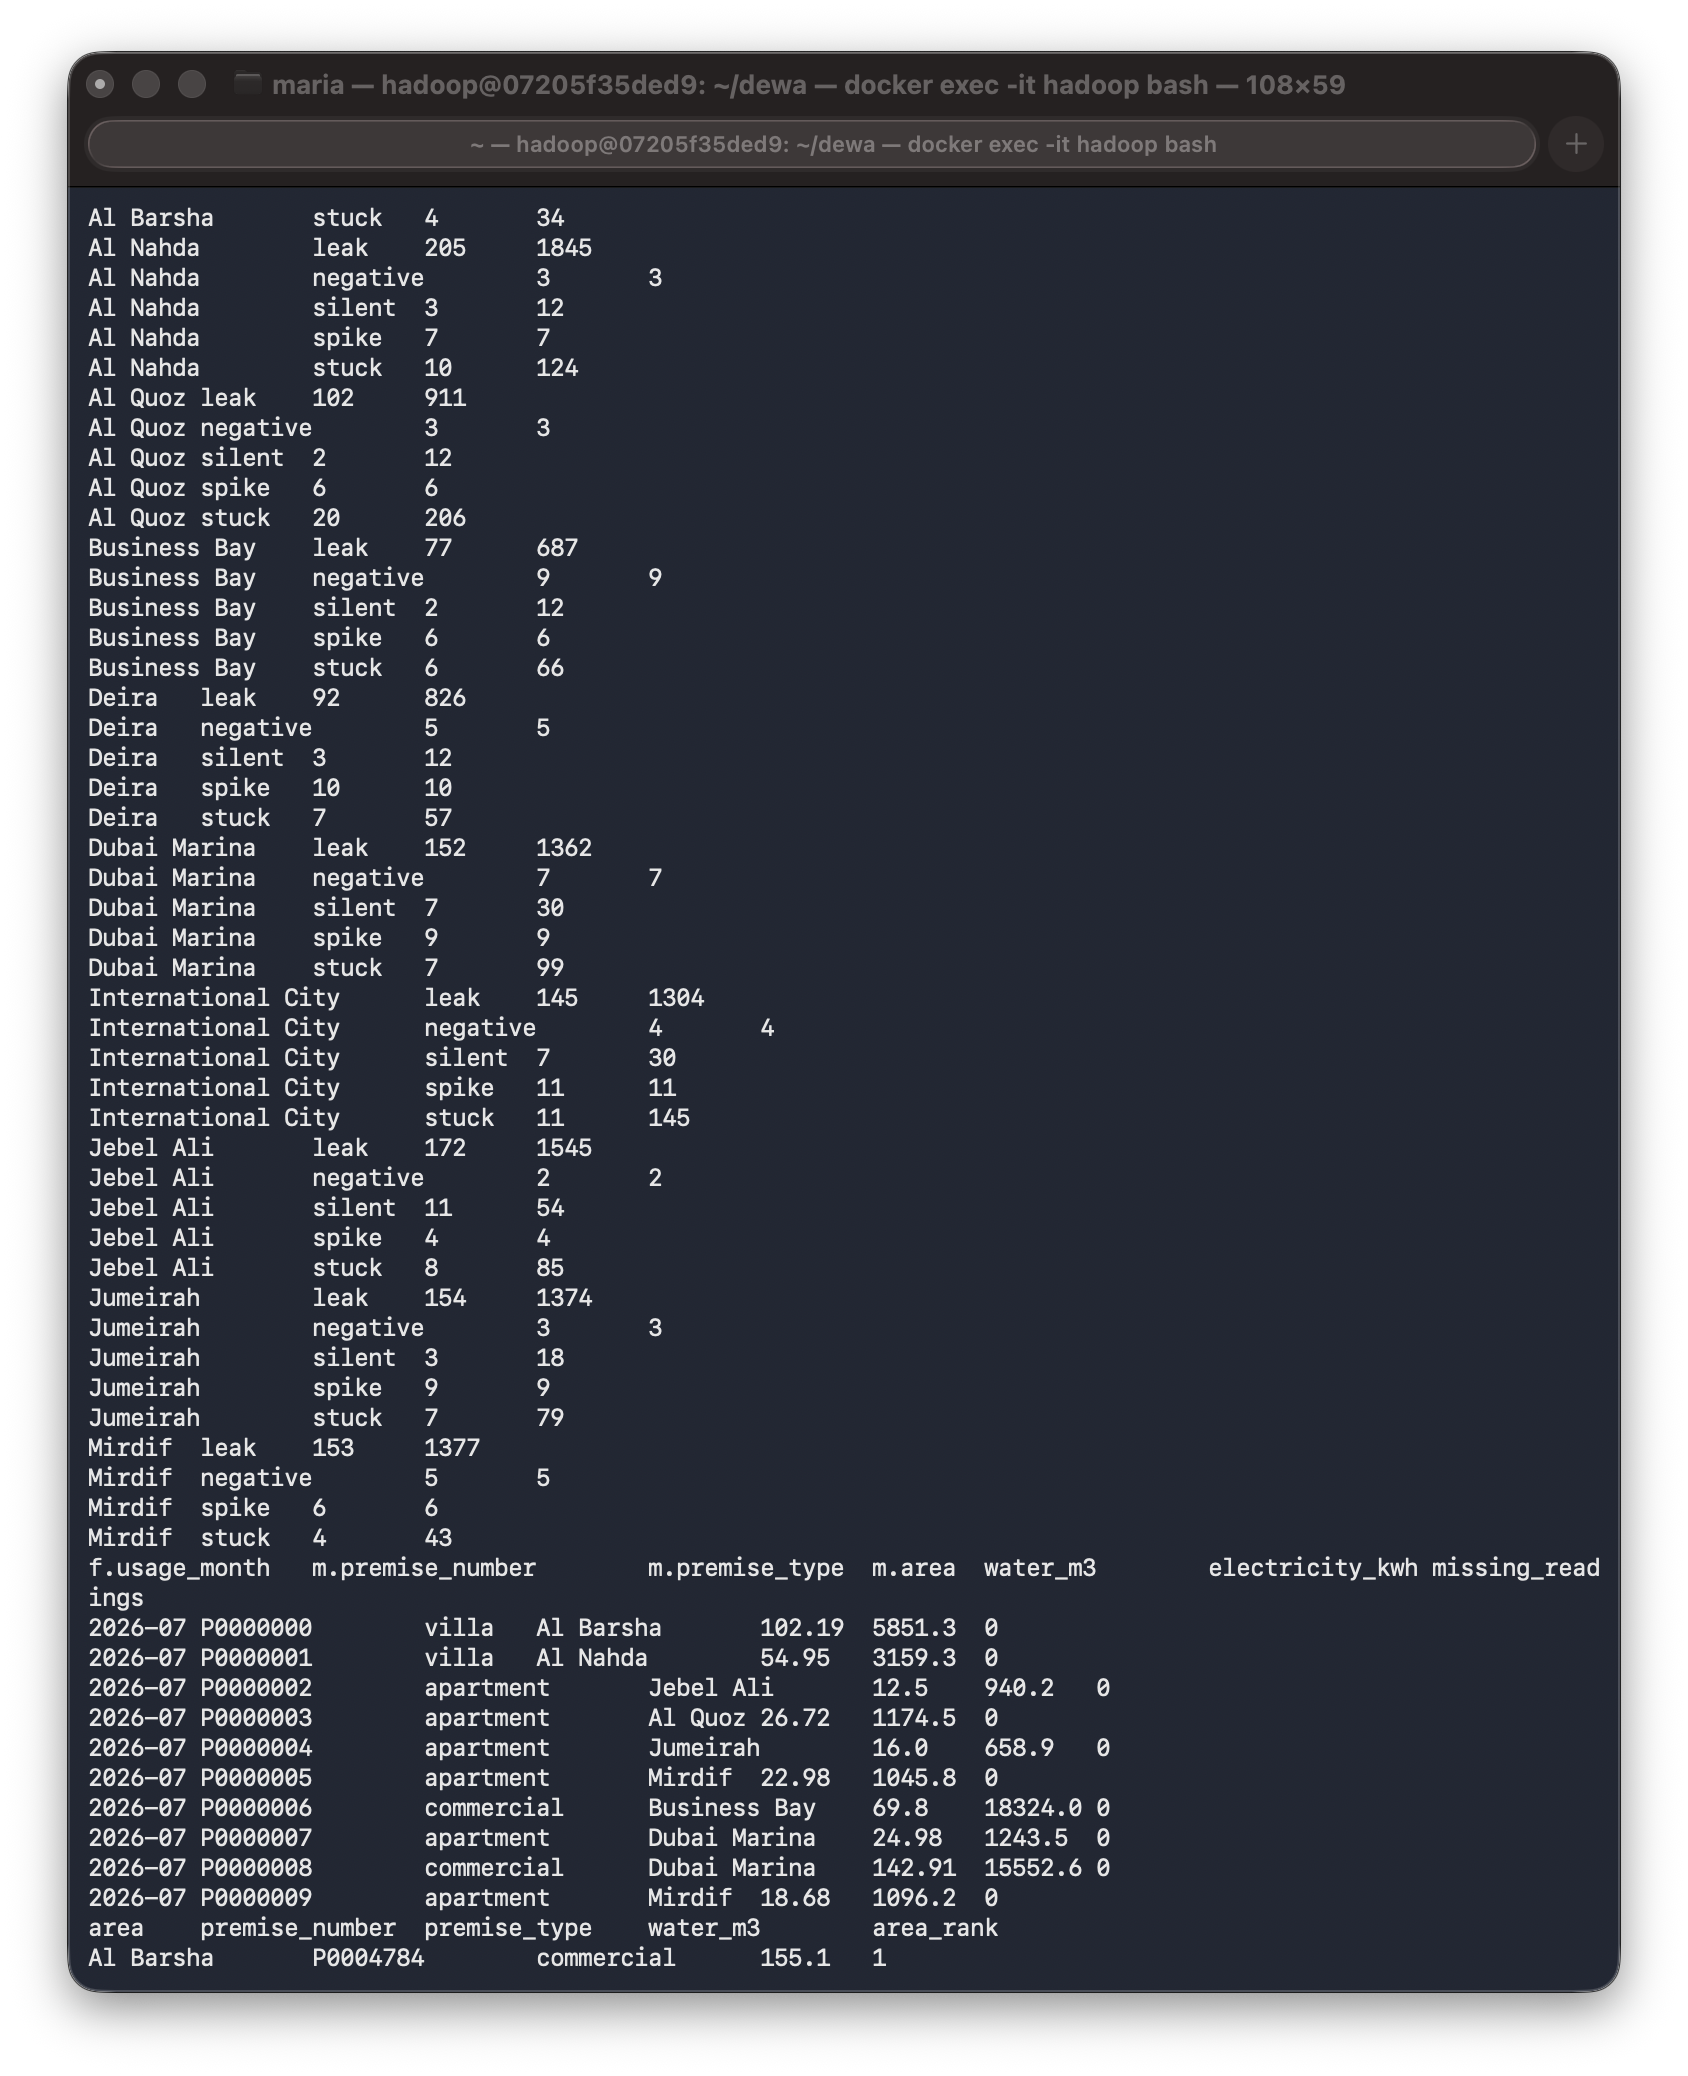 maria — hadoop@07205f35ded9: ~/dewa — docker exec -it hadoop bash — 108×59
~ — hadoop@07205f35ded9: ~/dewa — docker exec -it hadoop bash
Al Barsha	stuck	4	34
Al Nahda	leak	205	1845
Al Nahda	negative	3	3
Al Nahda	silent	3	12
Al Nahda	spike	7	7
Al Nahda	stuck	10	124
Al Quoz	leak	102	911
Al Quoz	negative	3	3
Al Quoz	silent	2	12
Al Quoz	spike	6	6
Al Quoz	stuck	20	206
Business Bay	leak	77	687
Business Bay	negative	9	9
Business Bay	silent	2	12
Business Bay	spike	6	6
Business Bay	stuck	6	66
Deira	leak	92	826
Deira	negative	5	5
Deira	silent	3	12
Deira	spike	10	10
Deira	stuck	7	57
Dubai Marina	leak	152	1362
Dubai Marina	negative	7	7
Dubai Marina	silent	7	30
Dubai Marina	spike	9	9
Dubai Marina	stuck	7	99
International City	leak	145	1304
International City	negative	4	4
International City	silent	7	30
International City	spike	11	11
International City	stuck	11	145
Jebel Ali	leak	172	1545
Jebel Ali	negative	2	2
Jebel Ali	silent	11	54
Jebel Ali	spike	4	4
Jebel Ali	stuck	8	85
Jumeirah	leak	154	1374
Jumeirah	negative	3	3
Jumeirah	silent	3	18
Jumeirah	spike	9	9
Jumeirah	stuck	7	79
Mirdif	leak	153	1377
Mirdif	negative	5	5
Mirdif	spike	6	6
Mirdif	stuck	4	43
f.usage_month	m.premise_number	m.premise_type	m.area	water_m3	electricity_kwh	missing_read
ings
2026-07	P0000000	villa	Al Barsha	102.19	5851.3	0
2026-07	P0000001	villa	Al Nahda	54.95	3159.3	0
2026-07	P0000002	apartment	Jebel Ali	12.5	940.2	0
2026-07	P0000003	apartment	Al Quoz	26.72	1174.5	0
2026-07	P0000004	apartment	Jumeirah	16.0	658.9	0
2026-07	P0000005	apartment	Mirdif	22.98	1045.8	0
2026-07	P0000006	commercial	Business Bay	69.8	18324.0	0
2026-07	P0000007	apartment	Dubai Marina	24.98	1243.5	0
2026-07	P0000008	commercial	Dubai Marina	142.91	15552.6	0
2026-07	P0000009	apartment	Mirdif	18.68	1096.2	0
area	premise_number	premise_type	water_m3	area_rank
Al Barsha	P0004784	commercial	155.1	1